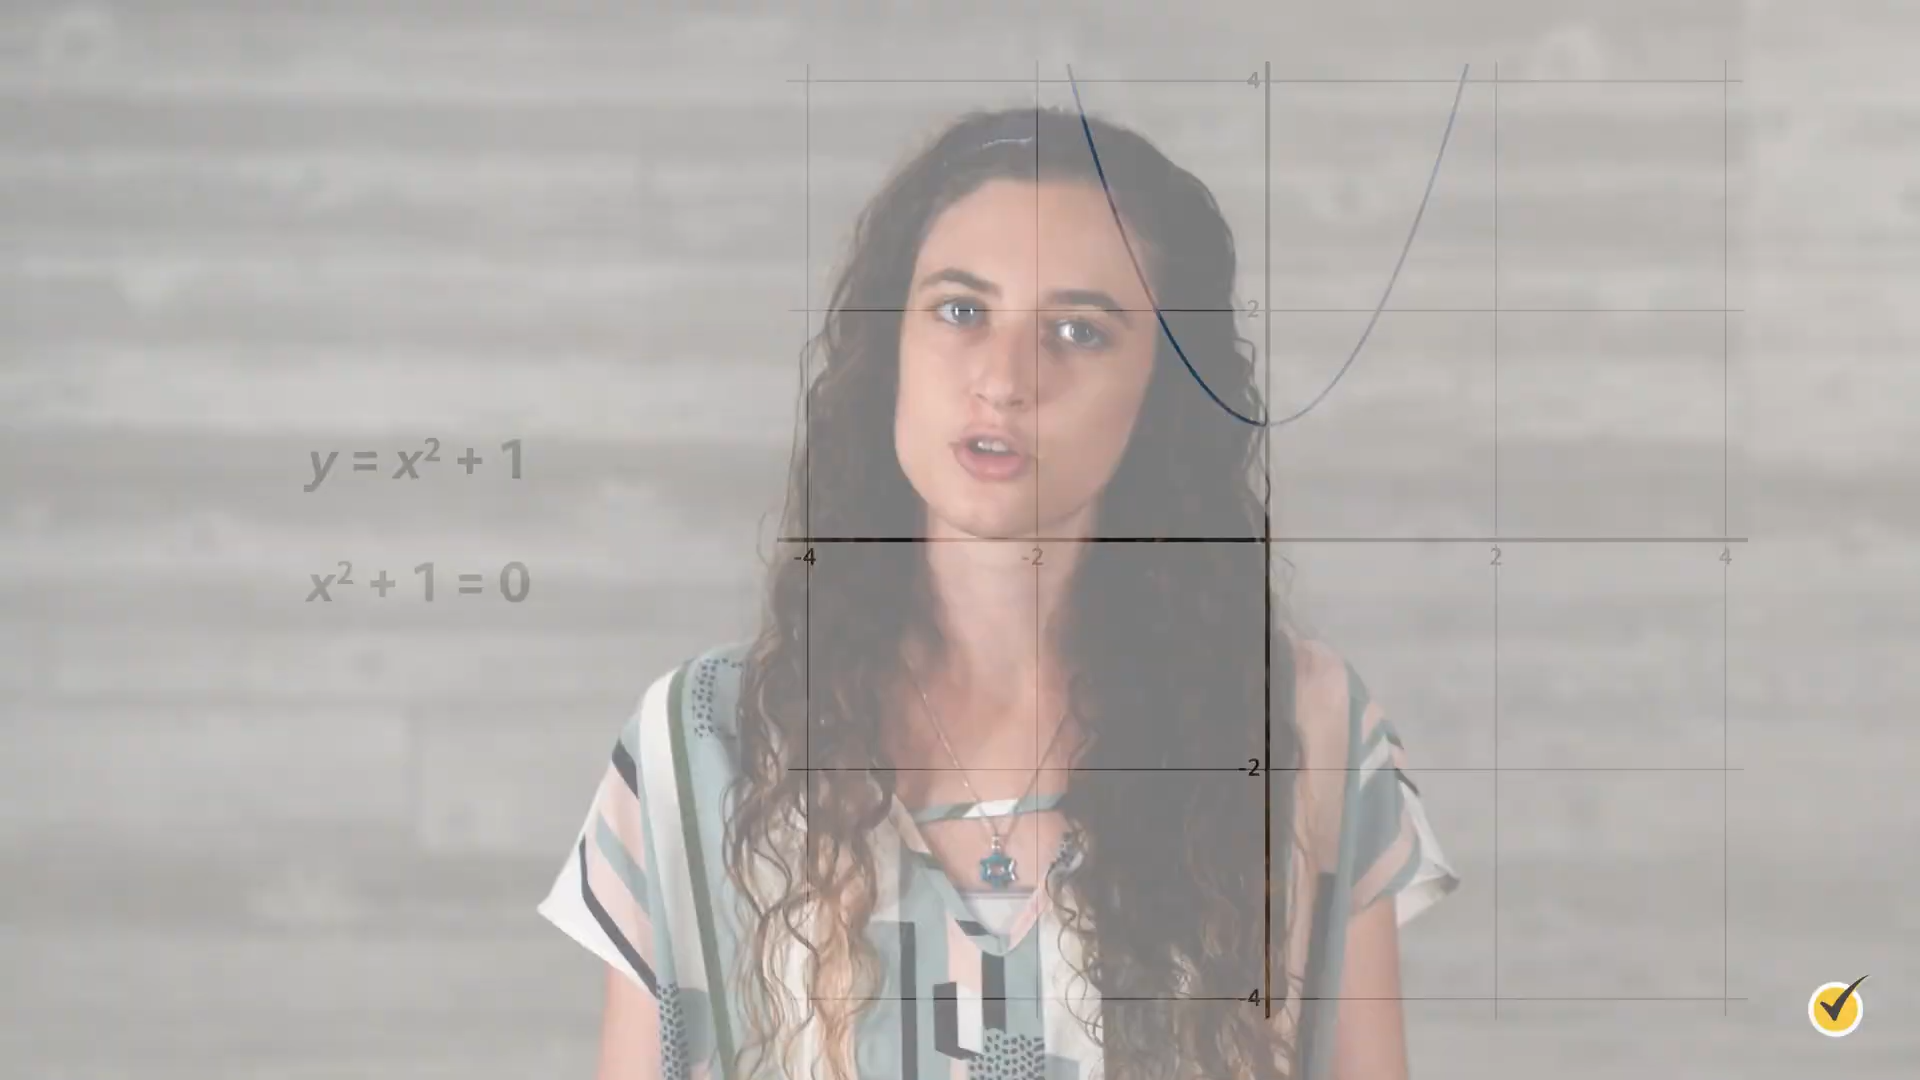 y = x² + 1
x² + 1 = 0
4
2
-4 -2 2 4
-2
-4